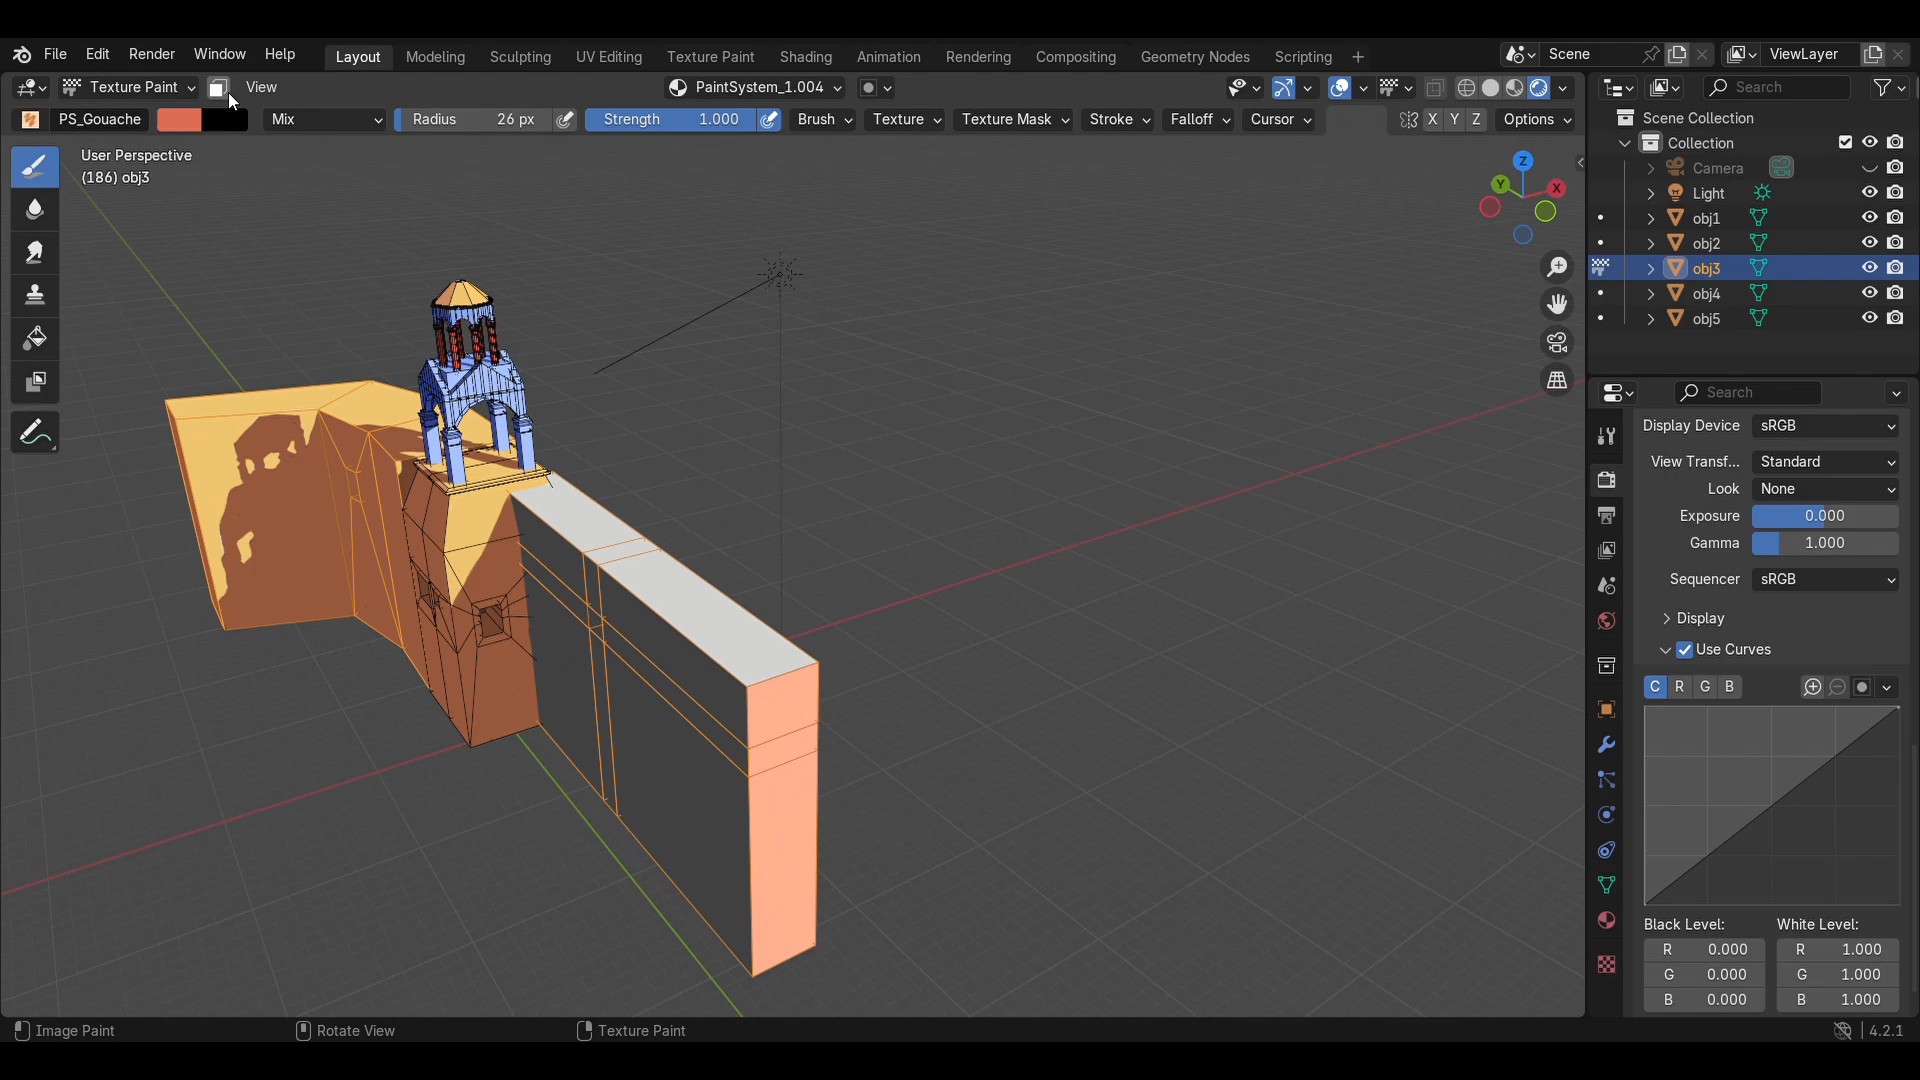 File Edit Render Window Help Layout Modeling Sculpting UV Editing Texture Paint Shading Animation Rendering Compositing Geometry Nodes Scripting + Scene ViewLayer
Texture Paint View PaintSystem_1.004 Search
PS_Gouache Mix Radius 26 px Strength 1.000 Brush Texture Texture Mask Stroke Falloff Cursor X Y Z Options
User Perspective
(186) obj3
Z
Y
X
Scene Collection
Collection
Camera
Light
obj1
obj2
obj3
obj4
obj5
Search
Display Device sRGB
View Transf... Standard
Look None
Exposure 0.000
Gamma 1.000
Sequencer sRGB
Display
Use Curves
C R G B
Black Level: White Level:
R 0.000 R 1.000
G 0.000 G 1.000
B 0.000 B 1.000
Image Paint Rotate View Texture Paint 4.2.1